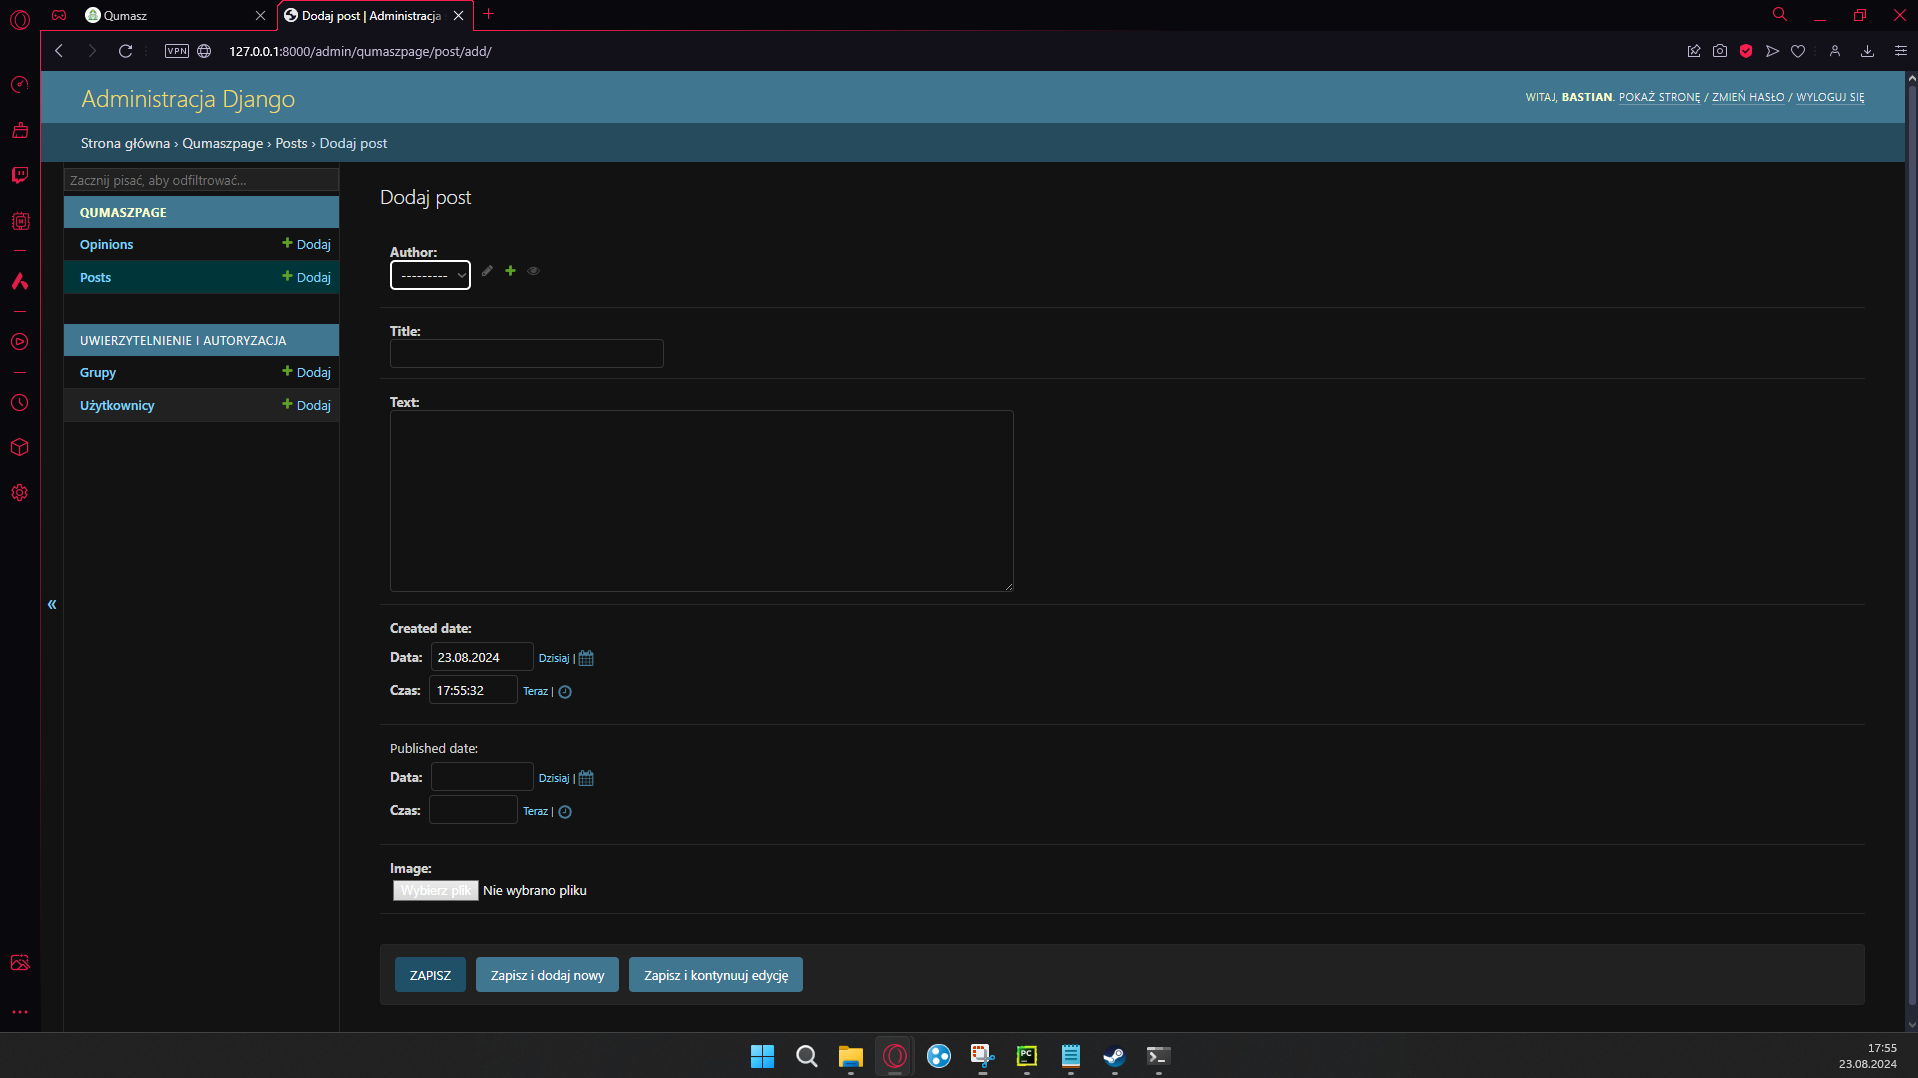 Qumasz
Dodaj post | Administracja
VPN
127.0.0.1:8000/admin/qumaszpage/post/add/
Administracja Django
WITAJ, BASTIAN. POKAŻ STRONĘ / ZMIEŃ HASŁO / WYLOGUJ SIĘ
Strona główna › Qumaszpage › Posts › Dodaj post
Zacznij pisać, aby odfiltrować...
QUMASZPAGE
Opinions + Dodaj
Posts + Dodaj
UWIERZYTELNIENIE I AUTORYZACJA
Grupy + Dodaj
Użytkownicy + Dodaj
«
Dodaj post
Author:
---------
Title:
Text:
Created date:
Data: 23.08.2024 Dzisiaj |
Czas: 17:55:32 Teraz |
Published date:
Data: Dzisiaj |
Czas: Teraz |
Image:
Wybierz plik Nie wybrano pliku
ZAPISZ Zapisz i dodaj nowy Zapisz i kontynuuj edycję
PC
17:55
23.08.2024